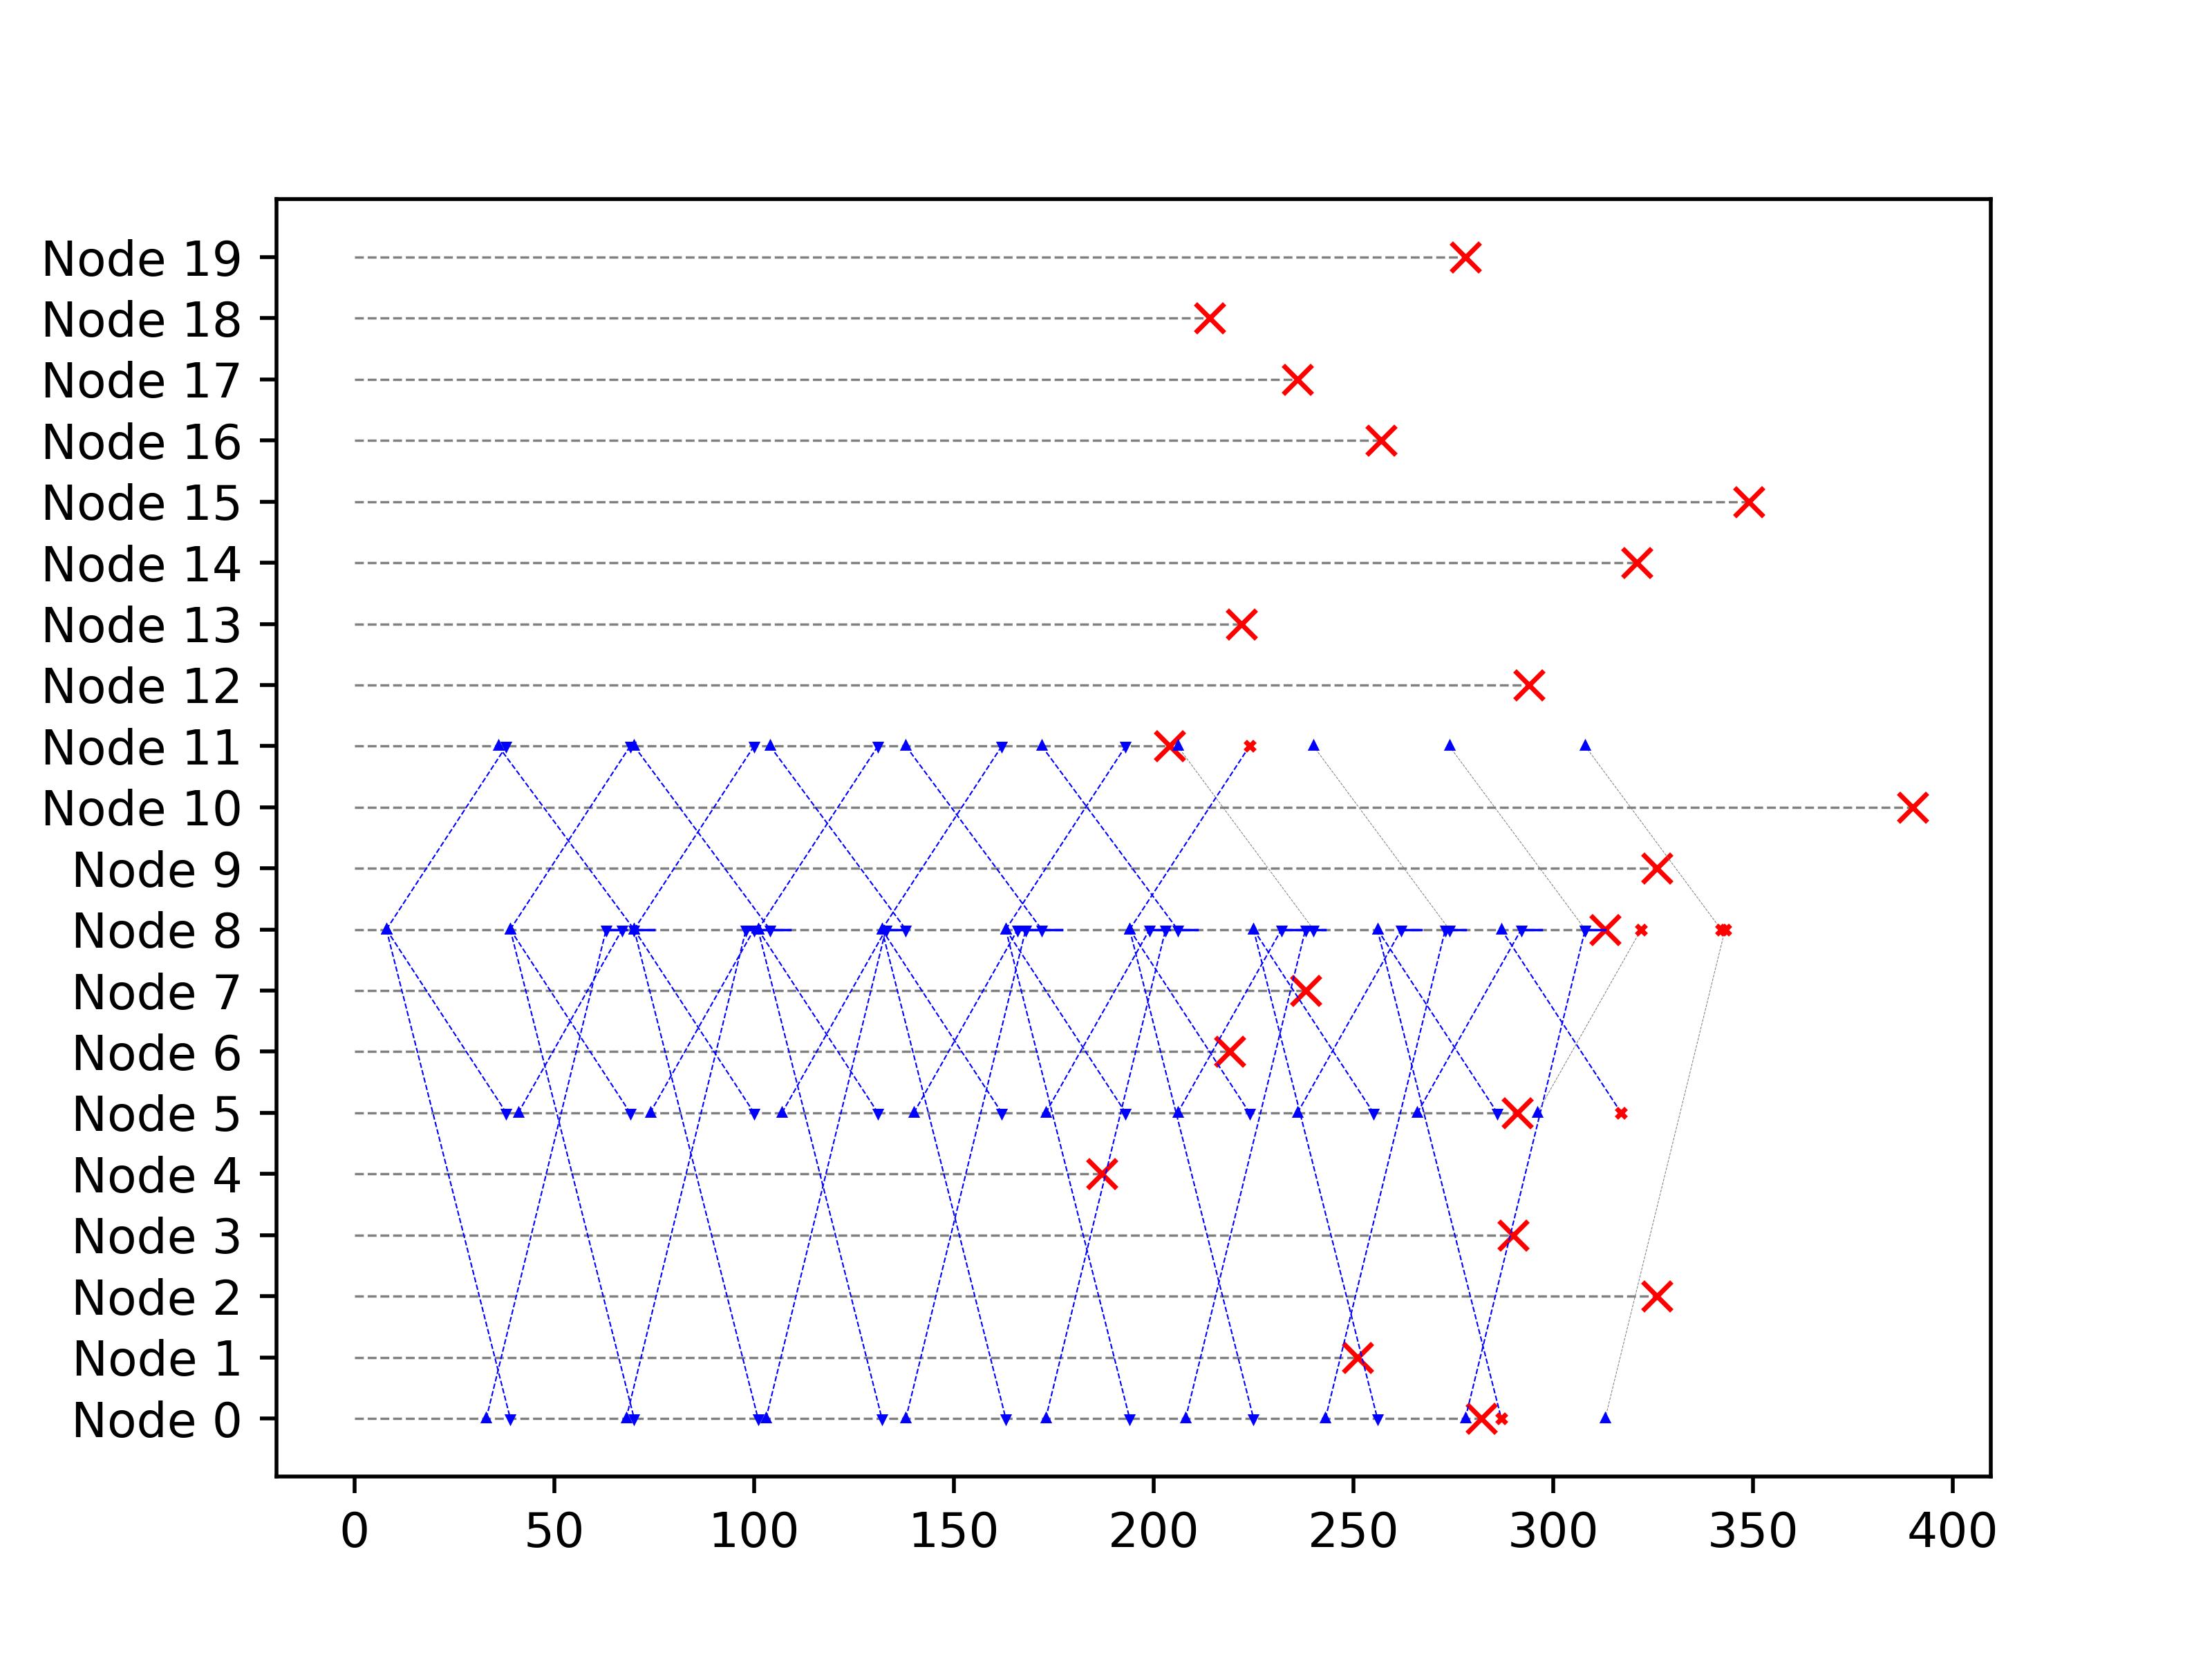 Node 19
Node 18
Node 17
Node 16
Node 15
Node 14
Node 13
Node 12
Node 11
Node 10
Node 9
Node 8
Node 7
Node 6
Node 5
Node 4
Node 3
Node 2
Node 1
Node 0
0 50 100 150 200 250 300 350 400